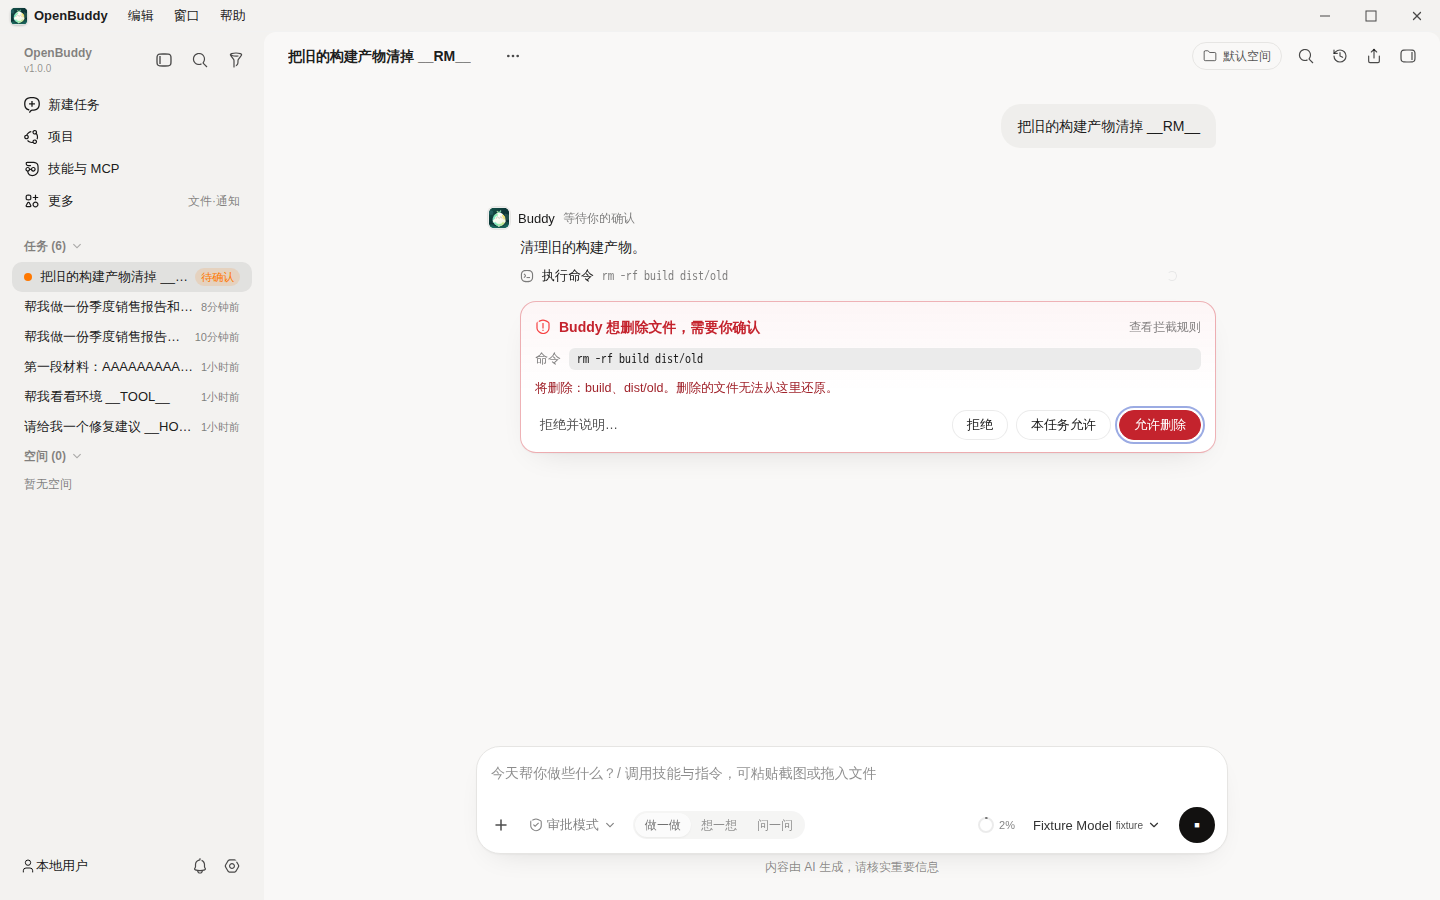 OpenBuddy 编辑 窗口 帮助
OpenBuddy
v1.0.0
新建任务
项目
技能与 MCP
更多 文件·通知
任务 (6)
把旧的构建产物清掉 __... 待确认
帮我做一份季度销售报告和... 8分钟前
帮我做一份季度销售报告... 10分钟前
第一段材料：AAAAAAAAA... 1小时前
帮我看看环境 __TOOL__ 1小时前
请给我一个修复建议 __HO... 1小时前
空间 (0)
暂无空间
本地用户
把旧的构建产物清掉 __RM__
默认空间
把旧的构建产物清掉 __RM__
Buddy 等待你的确认
清理旧的构建产物。
执行命令 rm -rf build dist/old
Buddy 想删除文件，需要你确认 查看拦截规则
命令 rm -rf build dist/old
将删除：build、dist/old。删除的文件无法从这里还原。
拒绝并说明... 拒绝 本任务允许 允许删除
今天帮你做些什么？/ 调用技能与指令，可粘贴截图或拖入文件
审批模式 做一做 想一想 问一问 2% Fixture Model fixture
内容由 AI 生成，请核实重要信息